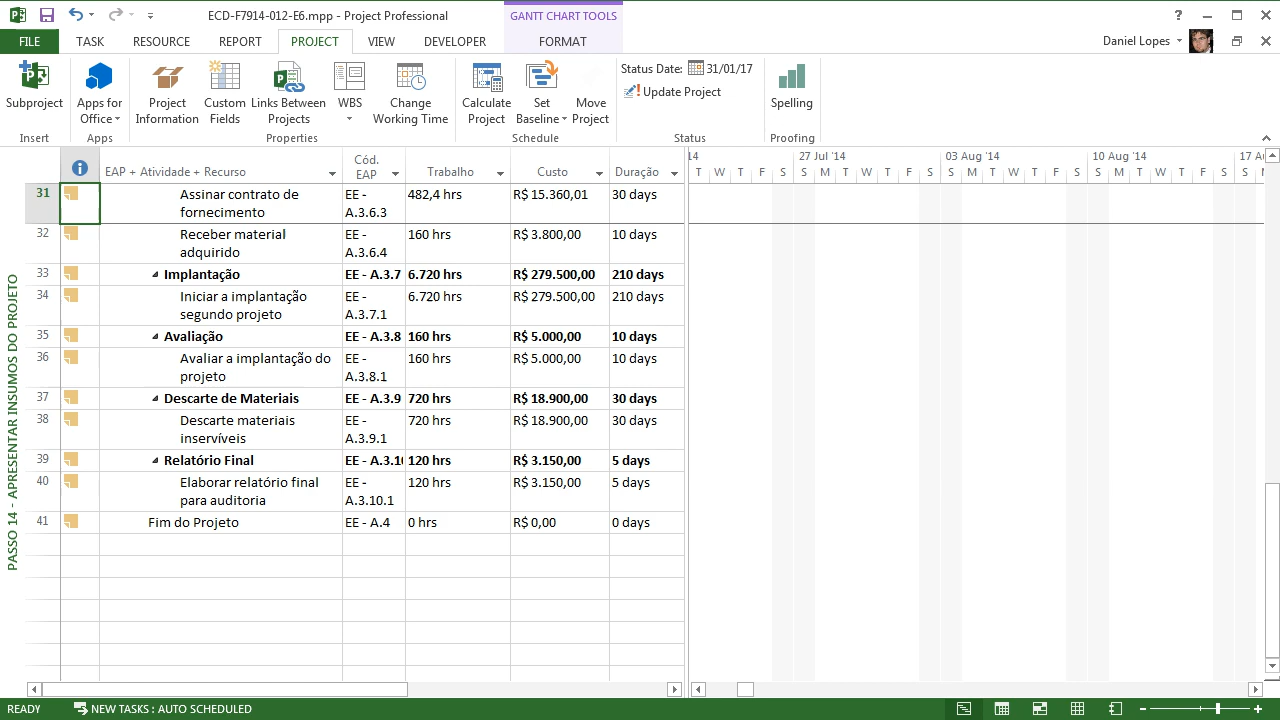 ECD-F7914-012-E6.mpp - Project Professional
GANTT CHART TOOLS
?
FILE TASK RESOURCE REPORT PROJECT VIEW DEVELOPER FORMAT
Daniel Lopes
Subproject
Apps for
Office
Project
Information
Custom
Fields
Links Between
Projects
WBS
Change
Working Time
Calculate
Project
Set
Baseline
Move
Project
Status Date: 31/01/17
Update Project
Spelling
Insert Apps Properties Schedule Status Proofing
EAP + Atividade + Recurso
Cód.
EAP
Trabalho
Custo
Duração
14 27 Jul '14 03 Aug '14 10 Aug '14 17 A
T W T F S S M T W T F S S M T W T F S S M T W T F S S
31 Assinar contrato de
fornecimento
EE -
A.3.6.3
482,4 hrs R$ 15.360,01 30 days
32 Receber material
adquirido
EE -
A.3.6.4
160 hrs R$ 3.800,00 10 days
33 Implantação EE - A.3.7 6.720 hrs R$ 279.500,00 210 days
34 Iniciar a implantação
segundo projeto
EE -
A.3.7.1
6.720 hrs R$ 279.500,00 210 days
35 Avaliação EE - A.3.8 160 hrs R$ 5.000,00 10 days
36 Avaliar a implantação do
projeto
EE -
A.3.8.1
160 hrs R$ 5.000,00 10 days
37 Descarte de Materiais EE - A.3.9 720 hrs R$ 18.900,00 30 days
38 Descarte materiais
inservíveis
EE -
A.3.9.1
720 hrs R$ 18.900,00 30 days
39 Relatório Final EE - A.3.10 120 hrs R$ 3.150,00 5 days
40 Elaborar relatório final
para auditoria
EE -
A.3.10.1
120 hrs R$ 3.150,00 5 days
41 Fim do Projeto EE - A.4 0 hrs R$ 0,00 0 days
PASSO 14 - APRESENTAR INSUMOS DO PROJETO
READY NEW TASKS : AUTO SCHEDULED